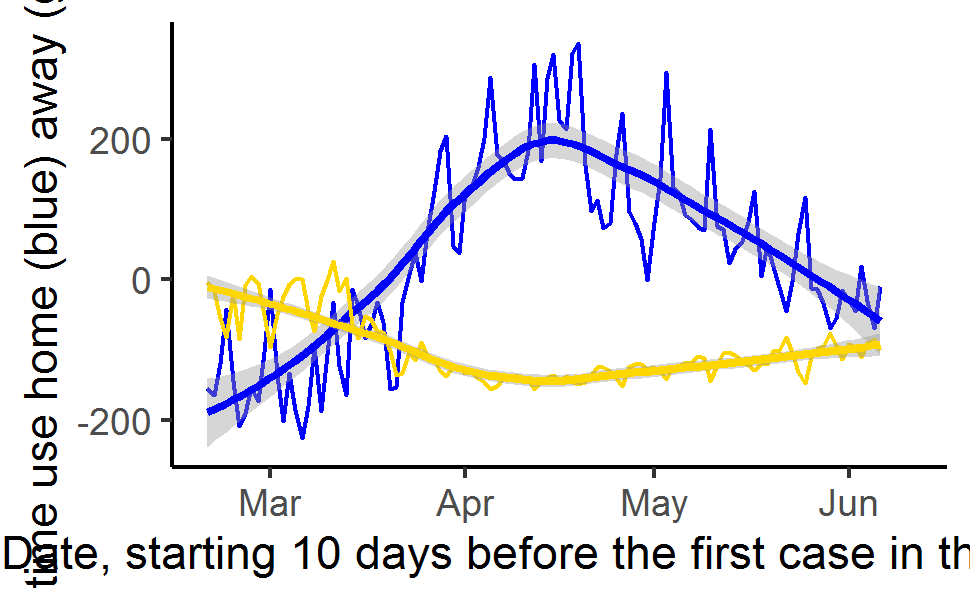 time use home (blue) away (
200
0
-200
Mar Apr May Jun
Date, starting 10 days before the first case in th